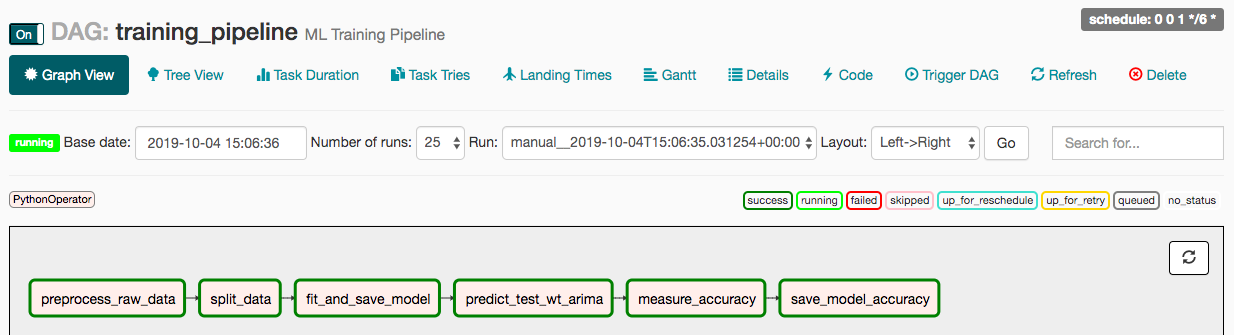 On DAG: training_pipeline ML Training Pipeline schedule: 0 0 1 */6 *
Graph View Tree View Task Duration Task Tries Landing Times Gantt Details Code Trigger DAG Refresh Delete
running Base date: 2019-10-04 15:06:36 Number of runs: 25 Run: manual__2019-10-04T15:06:35.031254+00:00 Layout: Left->Right Go Search for...
PythonOperator success running failed skipped up_for_reschedule up_for_retry queued no_status
preprocess_raw_data split_data fit_and_save_model predict_test_wt_arima measure_accuracy save_model_accuracy